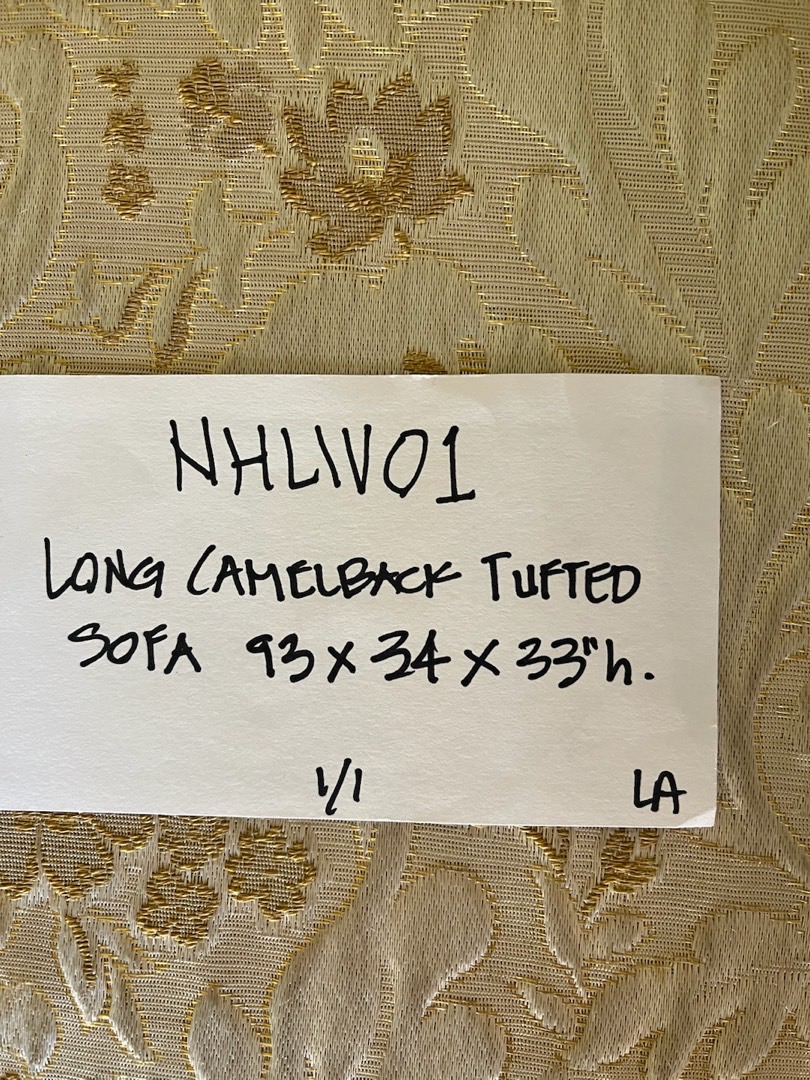 NHLIV01
LONG CAMELBACK TUFTED
SOFA 93 x 34 x 33"h.
1/1
LA